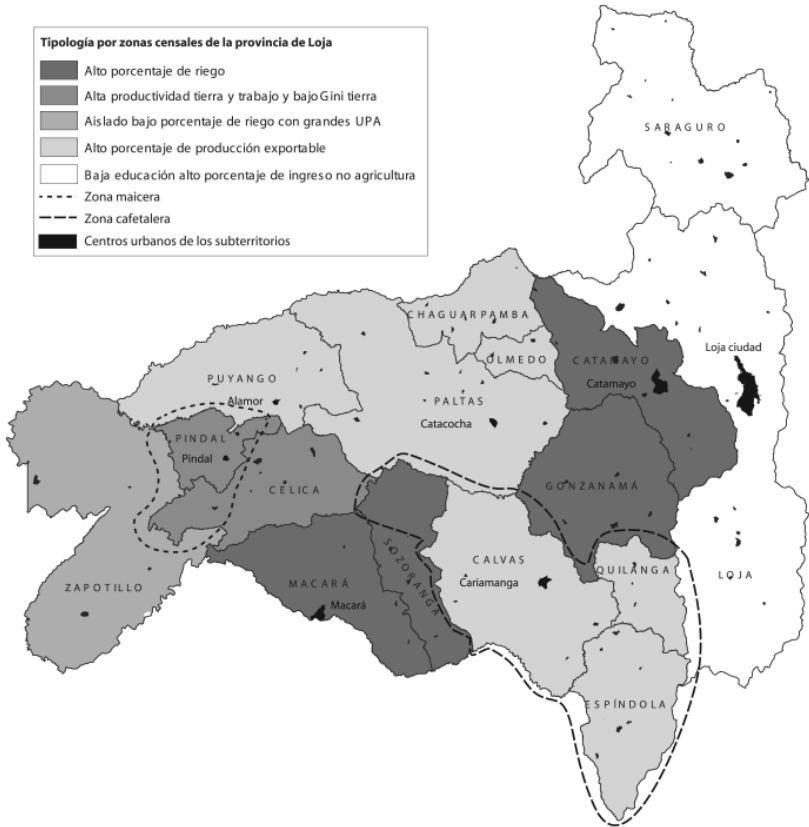 Tipología por zonas censales de la provincia de Loja
Alto porcentaje de riego
Alta productividad tierra y trabajo y bajo Gini tierra
Aislado bajo porcentaje de riego con grandes UPA
Alto porcentaje de producción exportable
Baja educación alto porcentaje de ingreso no agricultura
Zona maicera
Zona cafetalera
Centros urbanos de los subterritorios
SARAGURO
CHAGUARPAMBA
Loja ciudad
OLMEDO
CATAMAYO
PUYANGO
Catamayo
Alamor
PALTAS
Catacocha
PINDAL
Pindal
CELICA
GONZANAMÁ
CALVAS
QUILANGA
LOJA
ZAPOTILLO
MACARÁ
SOZORANGA
Cariamanga
Macará
ESPÍNDOLA